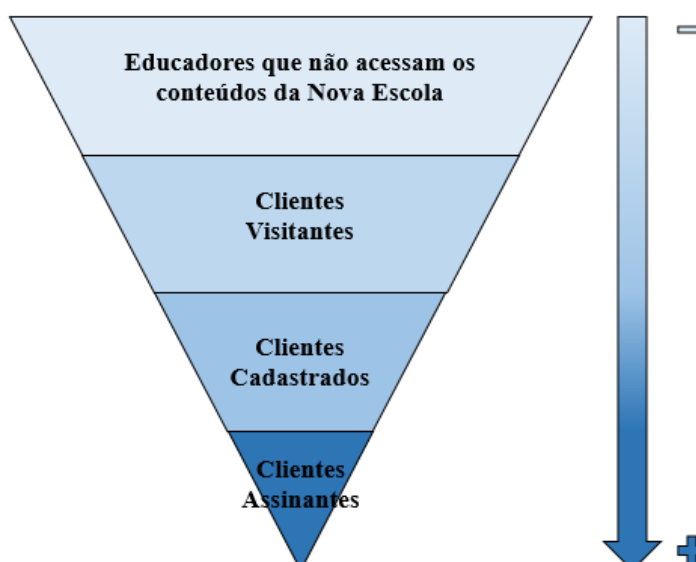 Educadores que não acessam os
conteúdos da Nova Escola
Clientes
Visitantes
Clientes
Cadastrados
Clientes
Assinantes